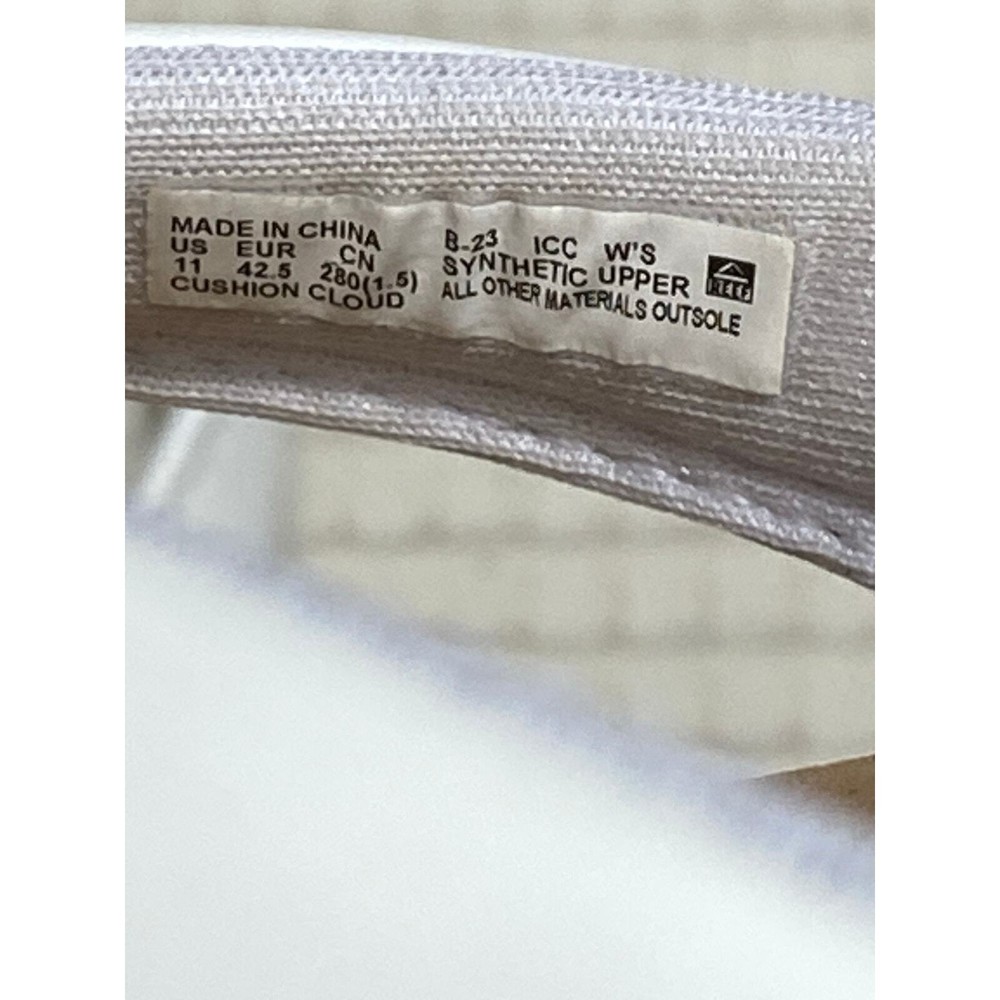 MADE IN CHINA
US EUR CN
11 42.5 280(1.5)
CUSHION CLOUD
B-23 ICC W'S
SYNTHETIC UPPER
ALL OTHER MATERIALS OUTSOLE
REEF